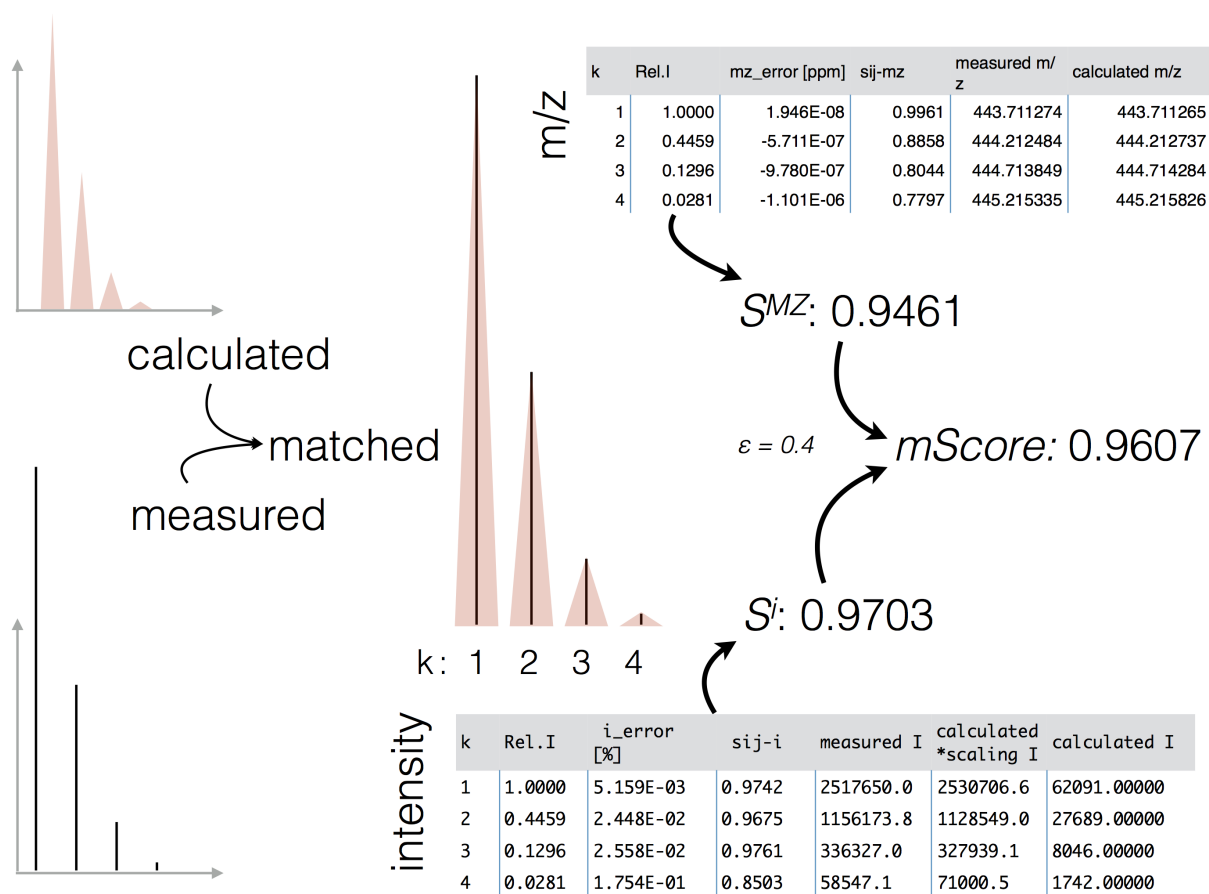 k Rel.I mz_error [ppm] sij-mz measured m/z calculated m/z
1 1.0000 1.946E-08 0.9961 443.711274 443.711265
2 0.4459 -5.711E-07 0.8858 444.212484 444.212737
3 0.1296 -9.780E-07 0.8044 444.713849 444.714284
4 0.0281 -1.101E-06 0.7797 445.215335 445.215826
m/z
S^MZ: 0.9461
calculated
matched
measured
ε = 0.4
mScore: 0.9607
S^i: 0.9703
k: 1 2 3 4
intensity
k Rel.I i_error [%] sij-i measured I calculated *scaling I calculated I
1 1.0000 5.159E-03 0.9742 2517650.0 2530706.6 62091.00000
2 0.4459 2.448E-02 0.9675 1156173.8 1128549.0 27689.00000
3 0.1296 2.558E-02 0.9761 336327.0 327939.1 8046.00000
4 0.0281 1.754E-01 0.8503 58547.1 71000.5 1742.00000